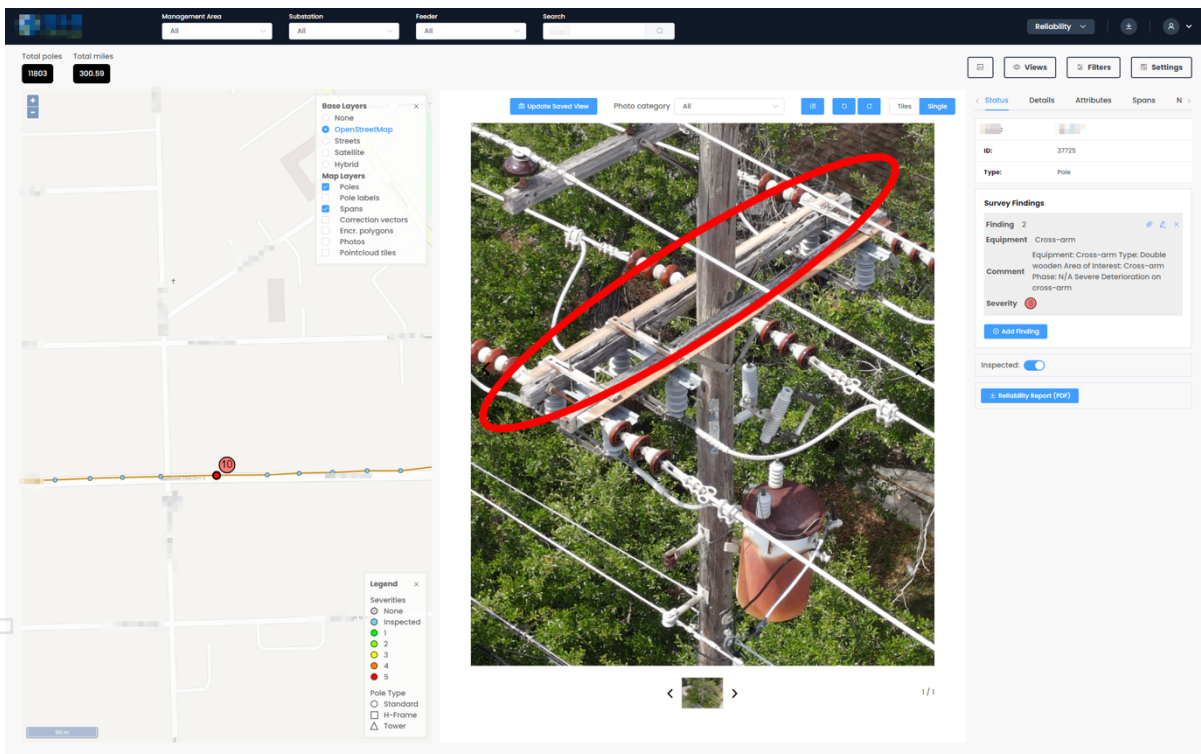 Management Area
Substation
Feeder
Search
All
All
All
Reliability
Total poles
Total miles
11803
300.59
Views
Filters
Settings
Base Layers
None
OpenStreetMap
Streets
Satellite
Hybrid
Map Layers
Poles
Pole labels
Spans
Correction vectors
Encr. polygons
Photos
Pointcloud tiles
10
Legend
Severities
None
Inspected
1
2
3
4
5
Pole Type
Standard
H-Frame
Tower
50 m
Update Saved View
Photo category
All
Tiles
Single
1 / 1
Status
Details
Attributes
Spans
N
ID:
37725
Type:
Pole
Survey Findings
Finding 2
Equipment Cross-arm
Comment
Equipment: Cross-arm Type: Double
wooden Area of Interest: Cross-arm
Phase: N/A Severe Deterioration on
cross-arm
Severity 5
Add Finding
Inspected:
Reliability Report (PDF)